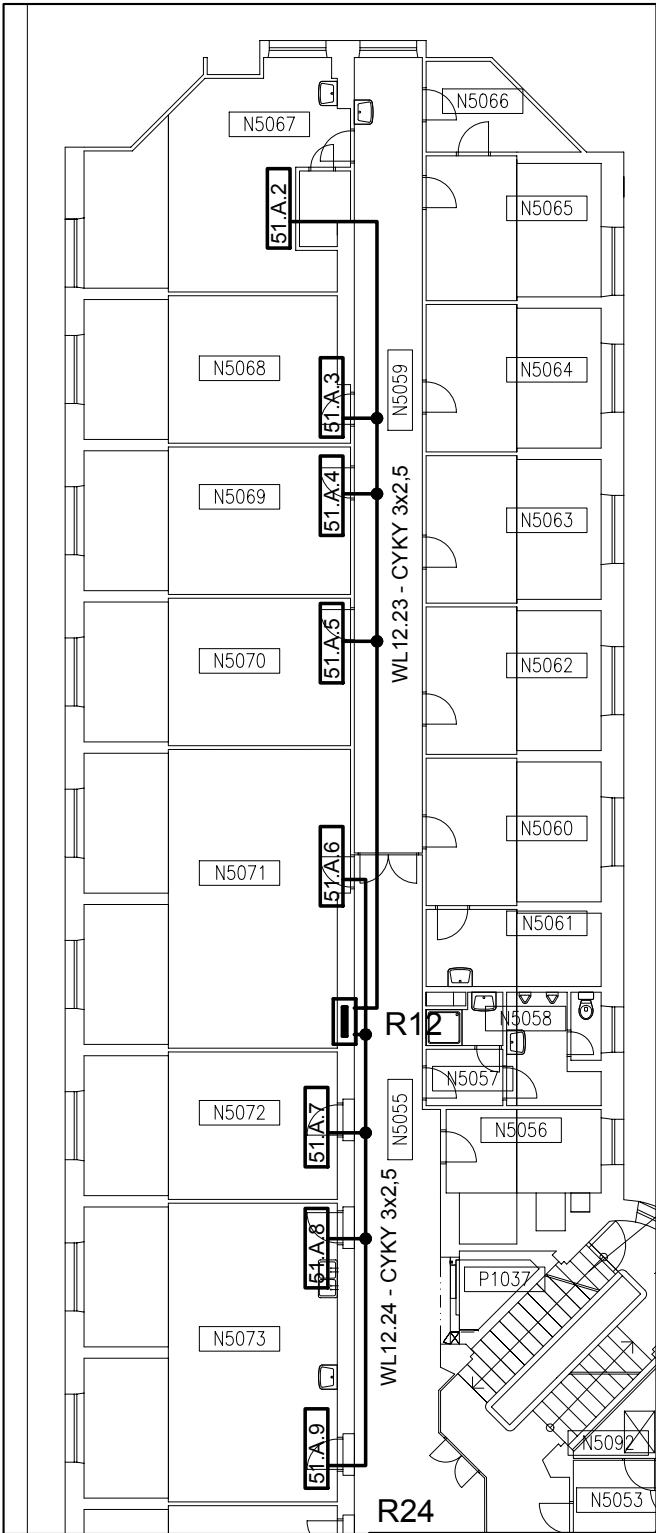 N5066
N5067
51.A.2
N5065
N5068
51.A.3
N5059
N5064
N5069
51.A.4
WL12.23 - CYKY 3x2,5
N5063
N5070
51.A.5
N5062
N5071
51.A.6
N5060
N5061
R12
N5058
N5057
N5072
51.A.7
N5055
N5056
WL12.24 - CYKY 3x2,5
51.A.8
P1037
N5073
51.A.9
N5092
N5053
R24